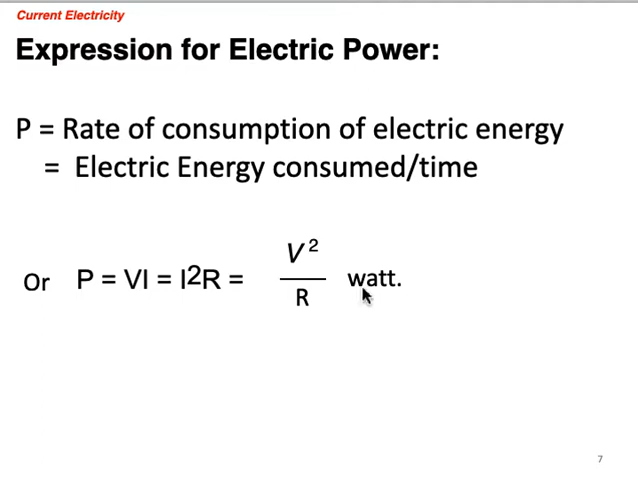 Current Electricity
Expression for Electric Power:
P = Rate of consumption of electric energy
= Electric Energy consumed/time
Or P = VI = I²R = V² / R watt.
7